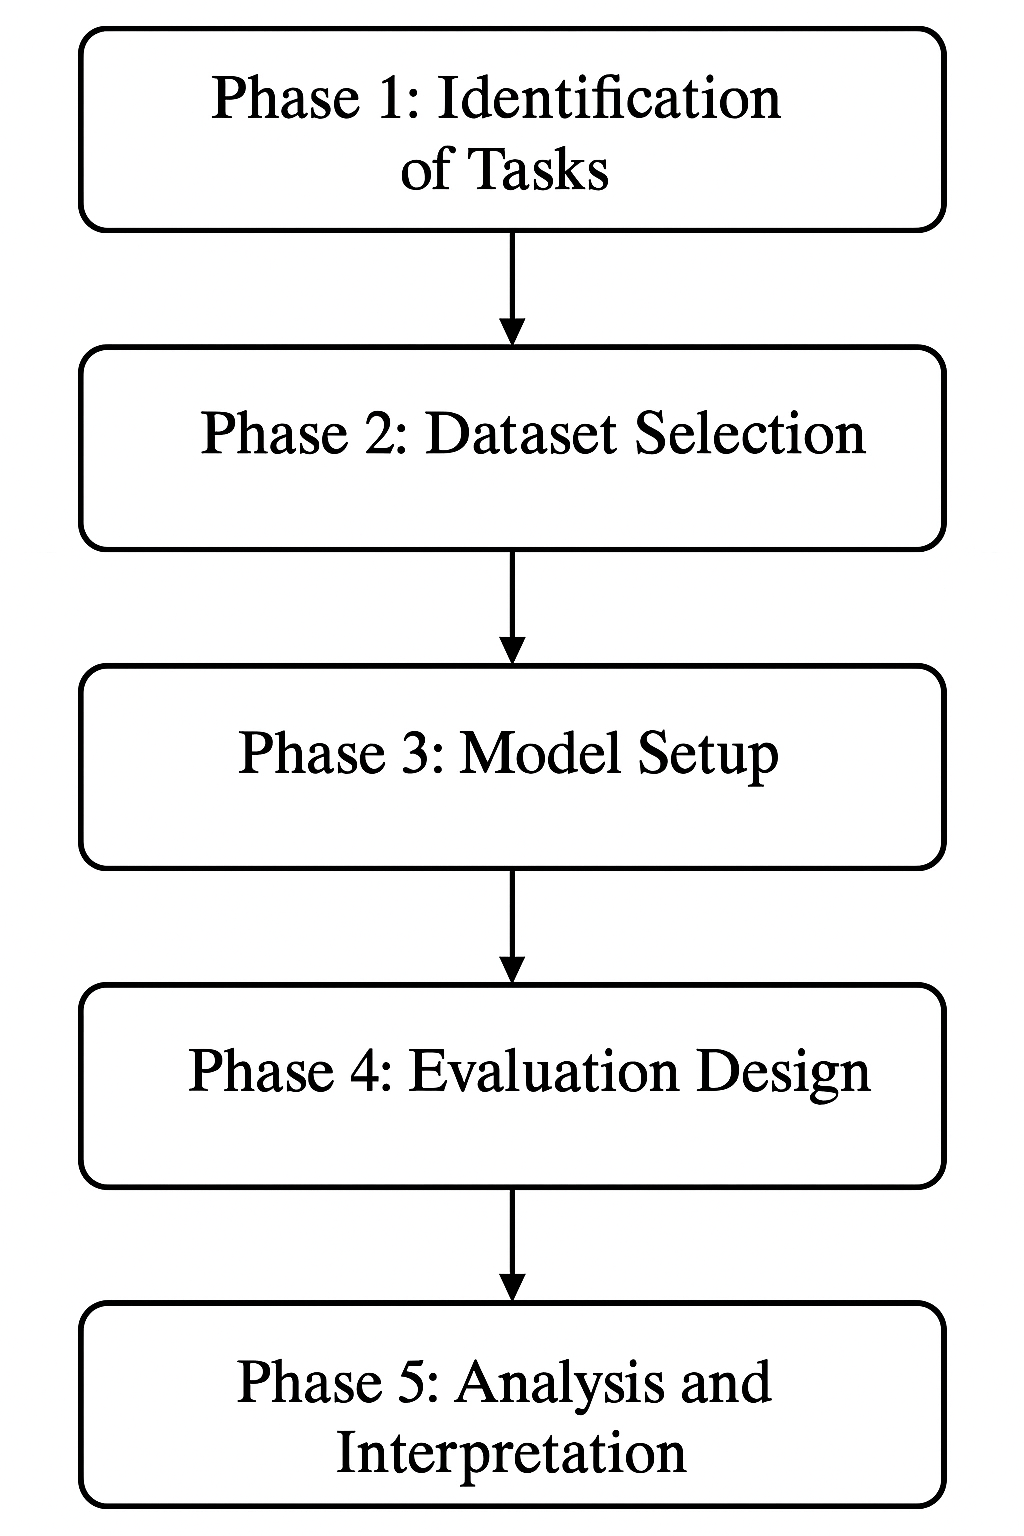 Phase 1: Identification
of Tasks
Phase 2: Dataset Selection
Phase 3: Model Setup
Phase 4: Evaluation Design
Phase 5: Analysis and
Interpretation